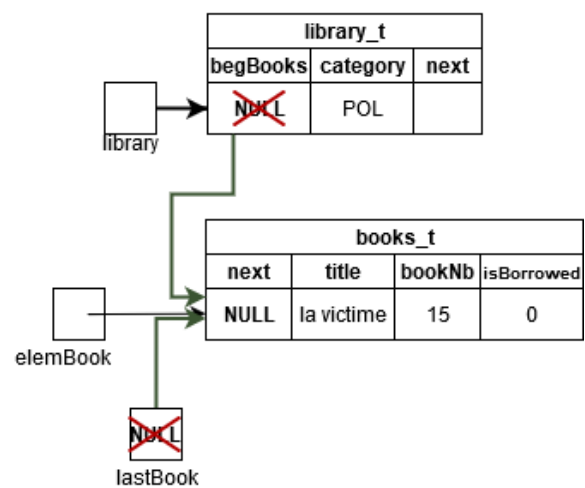 library_t
begBooks category next
NULL POL
library
books_t
next title bookNb isBorrowed
NULL la victime 15 0
elemBook
NULL
lastBook